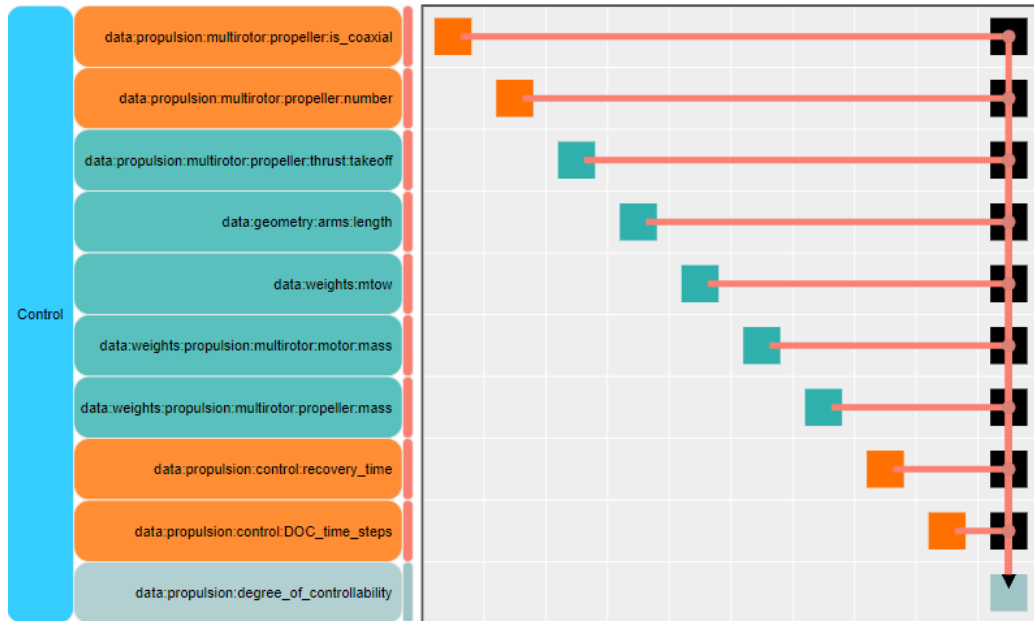 data:propulsion:multirotor:propeller:is_coaxial
data:propulsion:multirotor:propeller:number
data:propulsion:multirotor:propeller:thrust:takeoff
data:geometry:arms:length
data:weights:mtow
Control
data:weights:propulsion:multirotor:motor:mass
data:weights:propulsion:multirotor:propeller:mass
data:propulsion:control:recovery_time
data:propulsion:control:DOC_time_steps
data:propulsion:degree_of_controllability